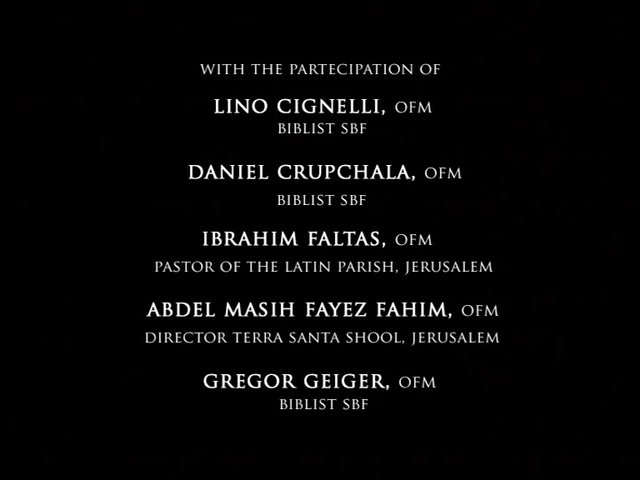 WITH THE PARTECIPATION OF
LINO CIGNELLI, OFM
BIBLIST SBF
DANIEL CRUPCHALA, OFM
BIBLIST SBF
IBRAHIM FALTAS, OFM
PASTOR OF THE LATIN PARISH, JERUSALEM
ABDEL MASIH FAYEZ FAHIM, OFM
DIRECTOR TERRA SANTA SHOOL, JERUSALEM
GREGOR GEIGER, OFM
BIBLIST SBF